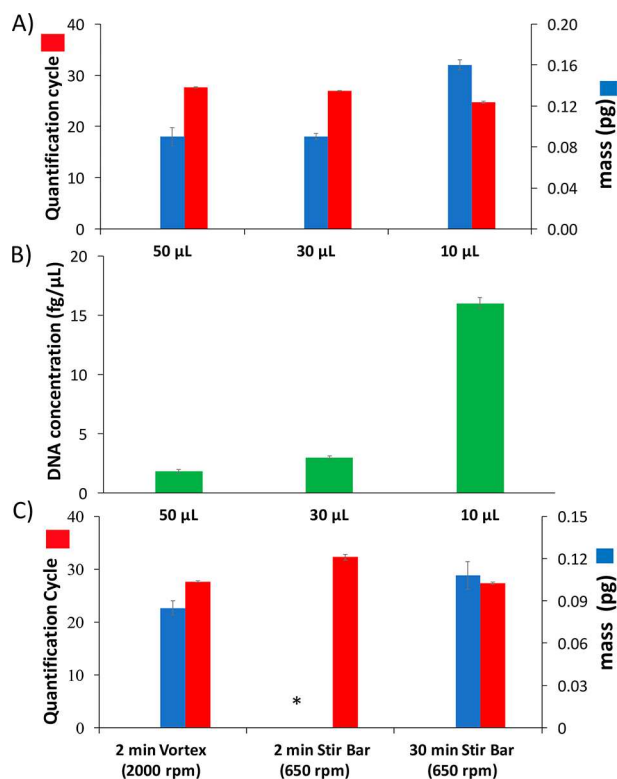 A)
Quantification cycle
40
30
20
10
0
0.20
0.16
0.12
0.08
0.04
0.00
mass (pg)
50 µL 30 µL 10 µL
B)
DNA concentration (fg/µL)
20
15
10
5
0
50 µL 30 µL 10 µL
C)
Quantification Cycle
40
30
20
10
0
0.15
0.12
0.09
0.06
0.03
0
mass (pg)
*
2 min Vortex 2 min Stir Bar 30 min Stir Bar
(2000 rpm) (650 rpm) (650 rpm)